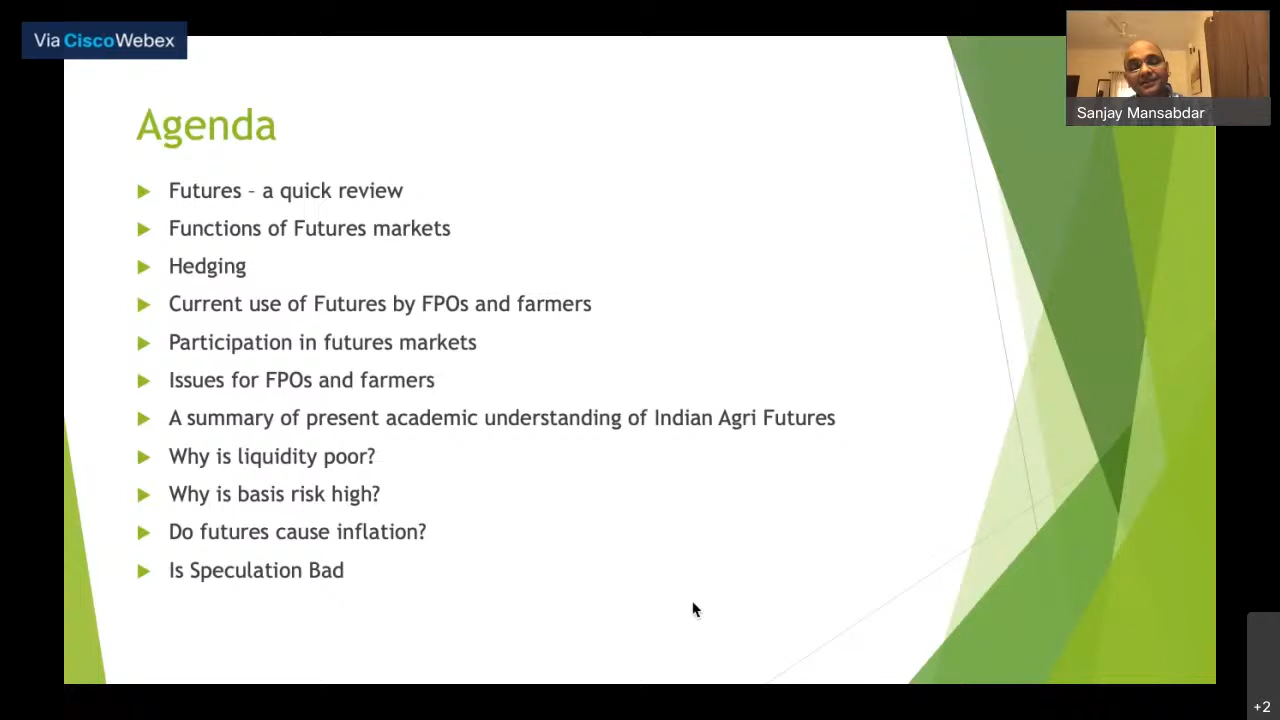 Via CiscoWebex
Sanjay Mansabdar
Agenda
Futures – a quick review
Functions of Futures markets
Hedging
Current use of Futures by FPOs and farmers
Participation in futures markets
Issues for FPOs and farmers
A summary of present academic understanding of Indian Agri Futures
Why is liquidity poor?
Why is basis risk high?
Do futures cause inflation?
Is Speculation Bad
+2